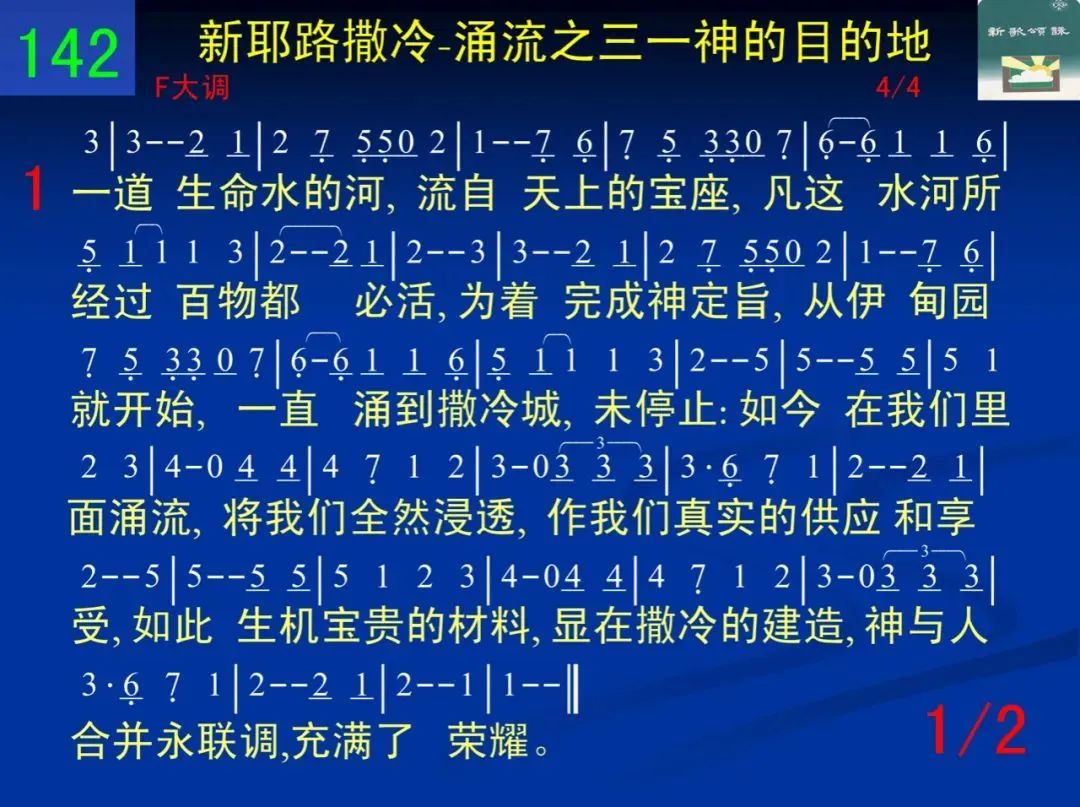 142
新耶路撒冷-涌流之三一神的目的地
新歌颂咏
F大调
4/4
3|3--2 1|2 7 550 2|1--7 6|7 5 330 7|6-6 1 1 6|
1
一道 生命水的河, 流自 天上的宝座, 凡这 水河所
5 1 1 1 3|2--2 1|2--3|3--2 1|2 7 550 2|1--7 6|
经过 百物都 必活, 为着 完成神定旨, 从伊 甸园
7 5 33 0 7|6-6 1 1 6|5 1 1 1 3|2--5|5--5 5|5 1
就开始, 一直 涌到撒冷城, 未停止: 如今 在我们里
2 3|4-0 4 4|4 7 1 2|3-03 3 3|3·6 7 1|2--2 1|
3
面涌流, 将我们全然浸透, 作我们真实的供应 和享
2--5|5--5 5|5 1 2 3|4-04 4|4 7 1 2|3-03 3 3|
3
受, 如此 生机宝贵的材料, 显在撒冷的建造, 神与人
3·6 7 1|2--2 1|2--1|1--‖
合并永联调,充满了 荣耀。
1/2